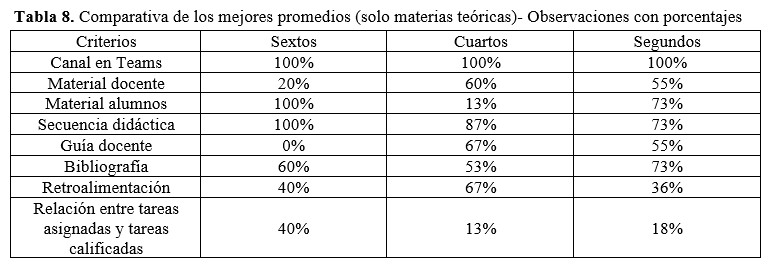 Tabla 8. Comparativa de los mejores promedios (solo materias teóricas)- Observaciones con porcentajes
Criterios Sextos Cuartos Segundos
Canal en Teams 100% 100% 100%
Material docente 20% 60% 55%
Material alumnos 100% 13% 73%
Secuencia didáctica 100% 87% 73%
Guía docente 0% 67% 55%
Bibliografía 60% 53% 73%
Retroalimentación 40% 67% 36%
Relación entre tareas
asignadas y tareas 40% 13% 18%
calificadas